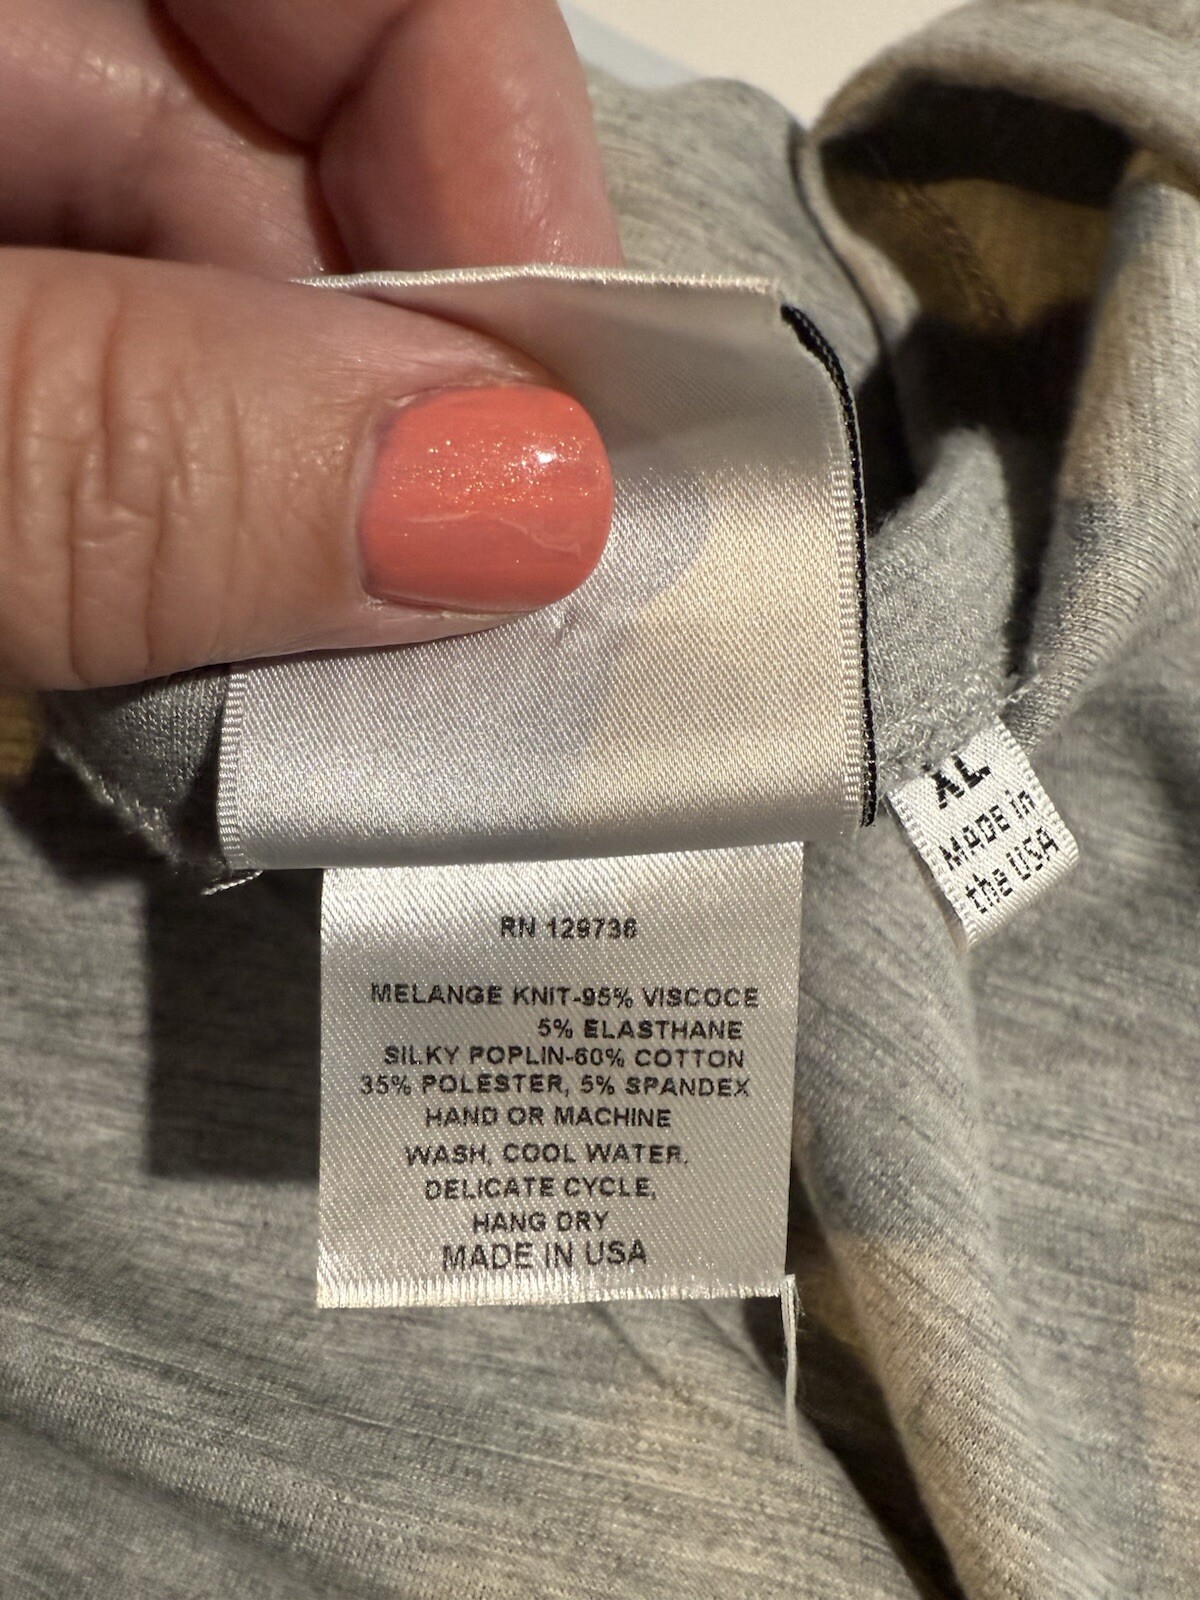 XL
MADE in
the USA
RN 129736
MELANGE KNIT-95% VISCOCE
5% ELASTHANE
SILKY POPLIN-60% COTTON
35% POLESTER, 5% SPANDEX
HAND OR MACHINE
WASH, COOL WATER,
DELICATE CYCLE,
HANG DRY
MADE IN USA